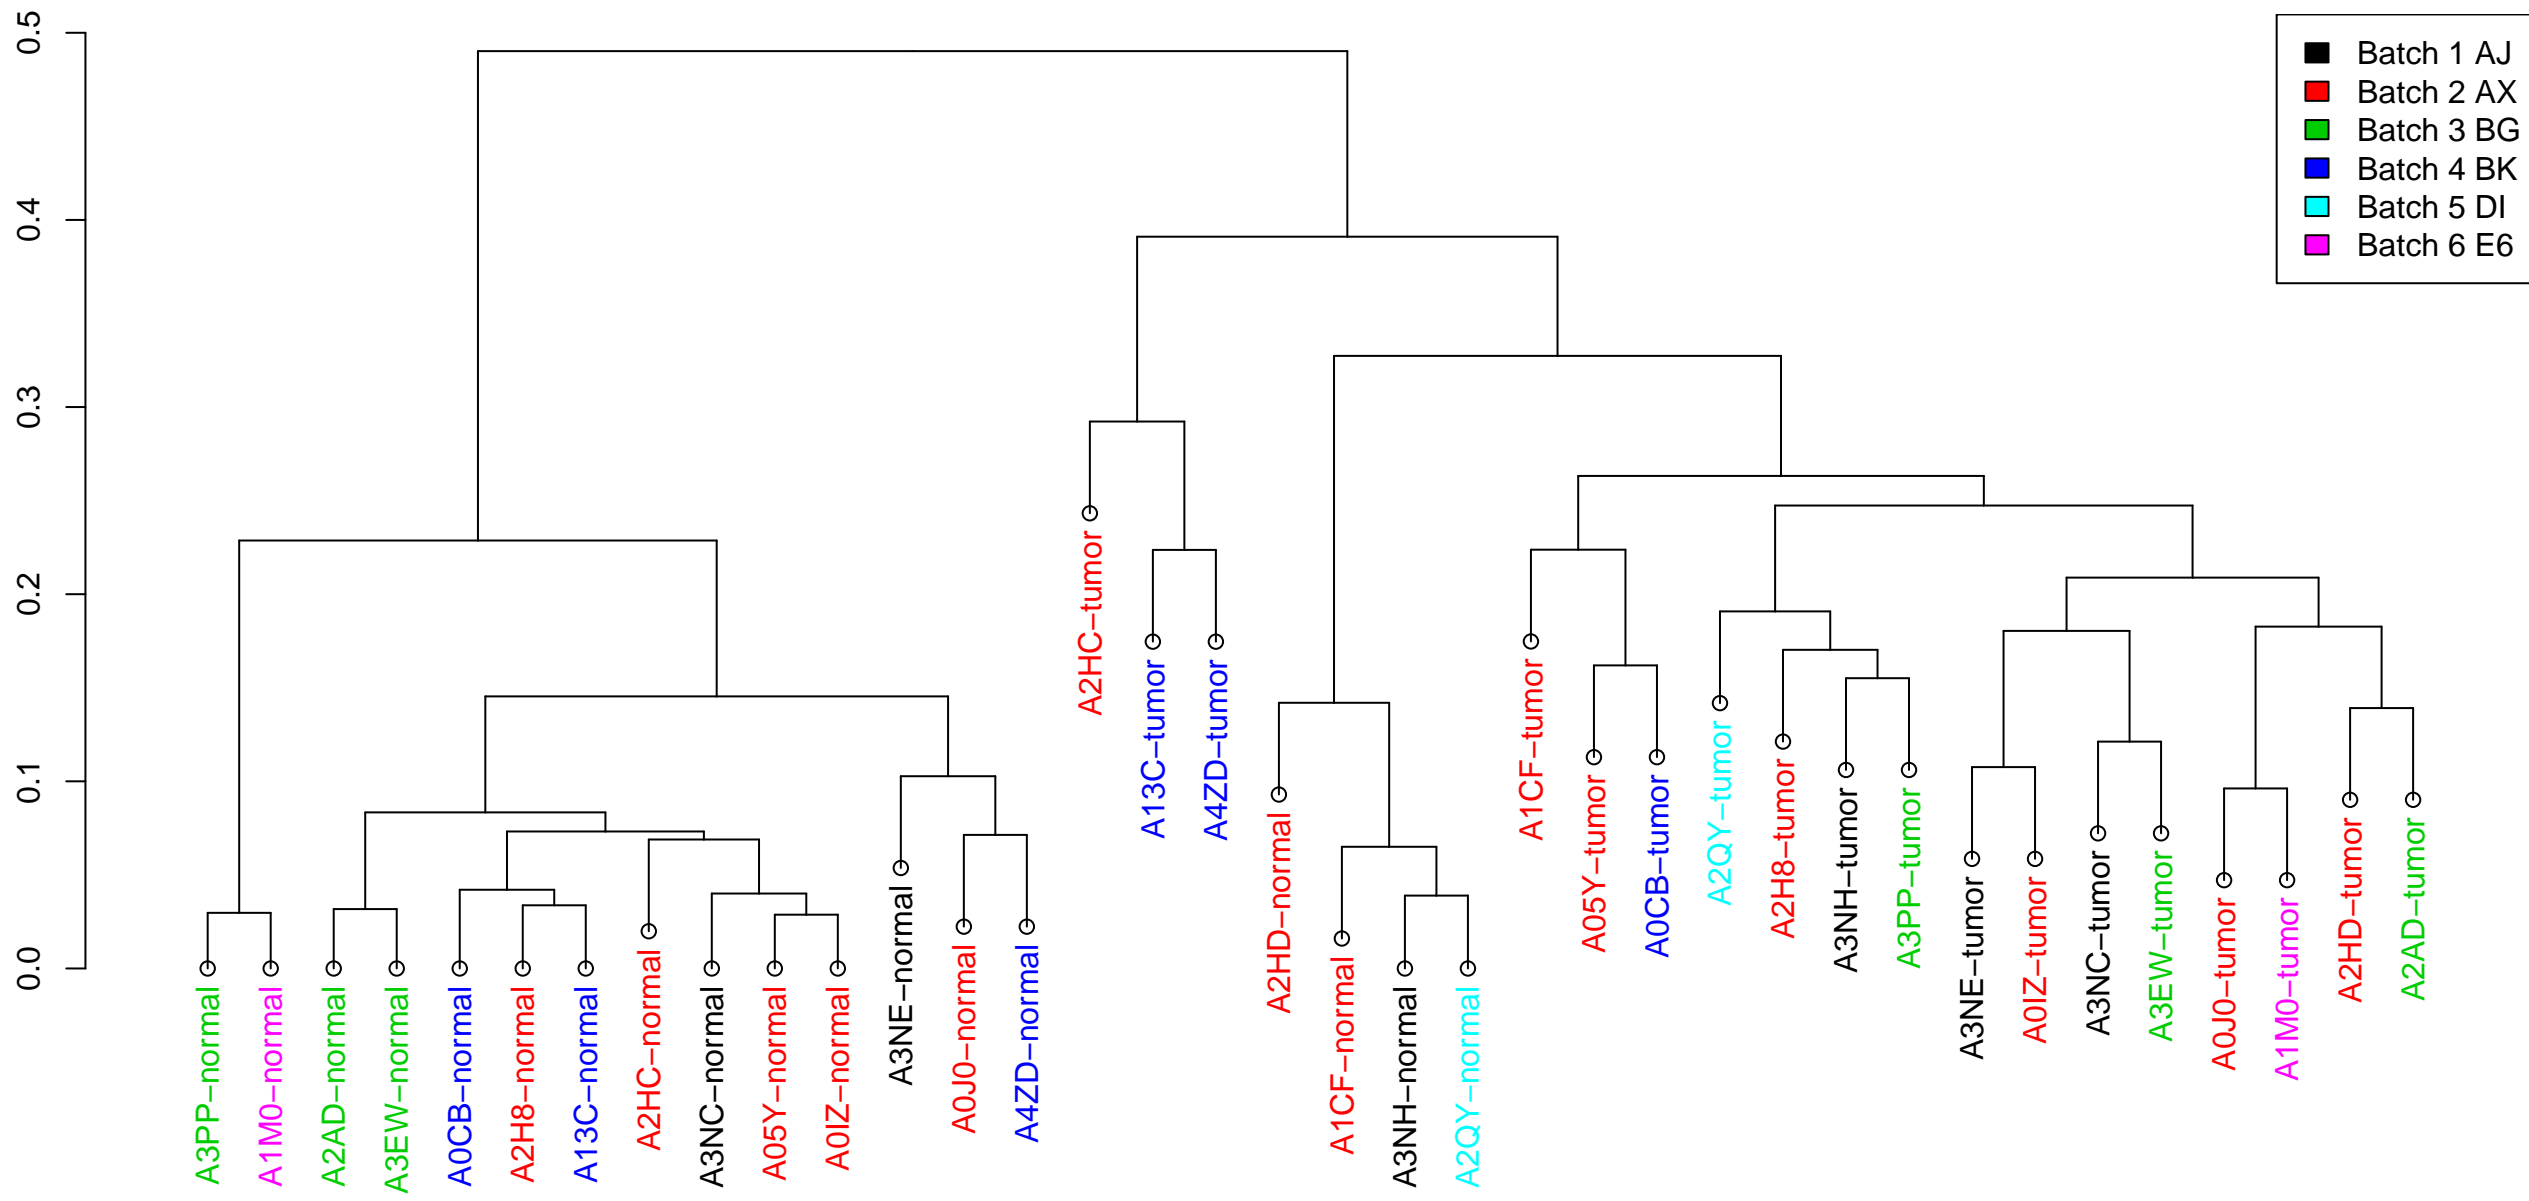 0.5
0.4
0.3
0.2
0.1
0.0
Batch 1 AJ
Batch 2 AX
Batch 3 BG
Batch 4 BK
Batch 5 DI
Batch 6 E6
A3PP−normal
A1M0−normal
A2AD−normal
A3EW−normal
A0CB−normal
A2H8−normal
A13C−normal
A2HC−normal
A3NC−normal
A05Y−normal
A0IZ−normal
A3NE−normal
A0J0−normal
A4ZD−normal
A2HC−tumor
A13C−tumor
A4ZD−tumor
A2HD−normal
A1CF−normal
A3NH−normal
A2QY−normal
A1CF−tumor
A05Y−tumor
A0CB−tumor
A2QY−tumor
A2H8−tumor
A3NH−tumor
A3PP−tumor
A3NE−tumor
A0IZ−tumor
A3NC−tumor
A3EW−tumor
A0J0−tumor
A1M0−tumor
A2HD−tumor
A2AD−tumor